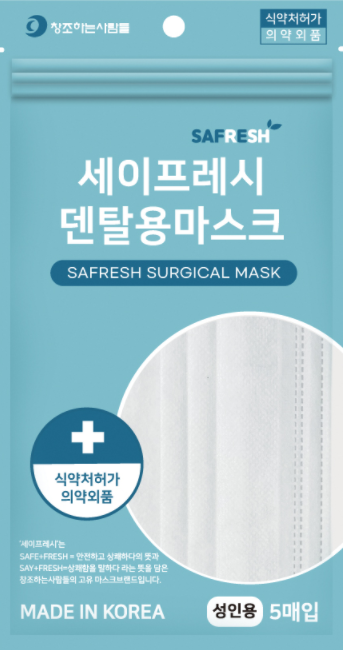 창조하는사람들
식약처허가
의약외품
SAFRESH
세이프레시
덴탈용마스크
SAFRESH SURGICAL MASK
식약처허가
의약외품
'세이프레시'는
SAFE+FRESH = 안전하고 상쾌하다의 뜻과
SAY+FRESH=상쾌함을 말하다 라는 뜻을 담은
창조하는사람들의 고유 마스크브랜드입니다.
MADE IN KOREA
성인용 5매입